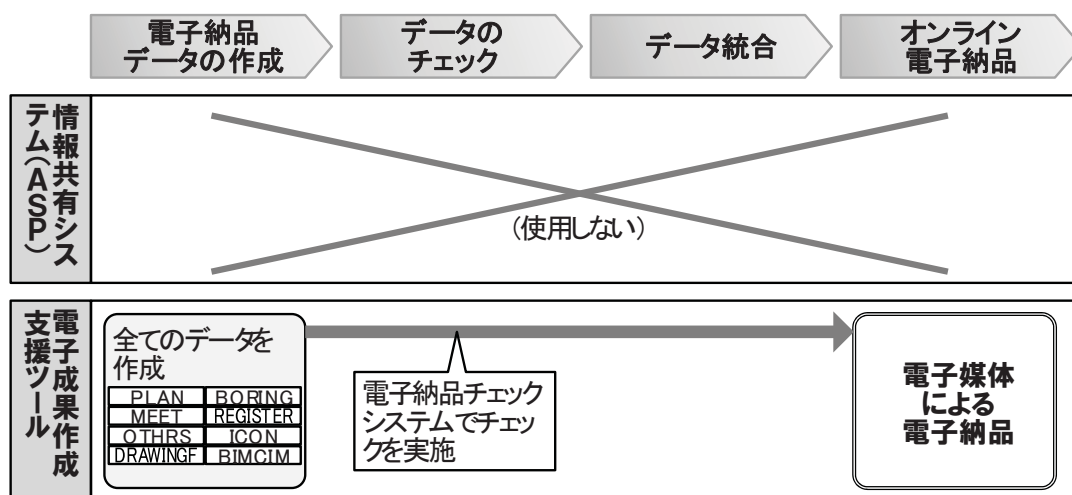 電子納品
データの作成
データの
チェック
データ統合
オンライン
電子納品
情報共有シス
テム(ASP)
(使用しない)
電子成果作成
支援ツール
全てのデータを
作成
PLAN BORING
MEET REGISTER
OTHRS ICON
DRAWINGF BIMCIM
電子納品チェック
システムでチェッ
クを実施
電子媒体
による
電子納品